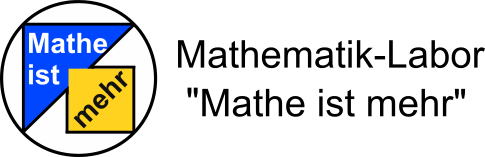 Mathe
ist
mehr
Mathematik-Labor
"Mathe ist mehr"